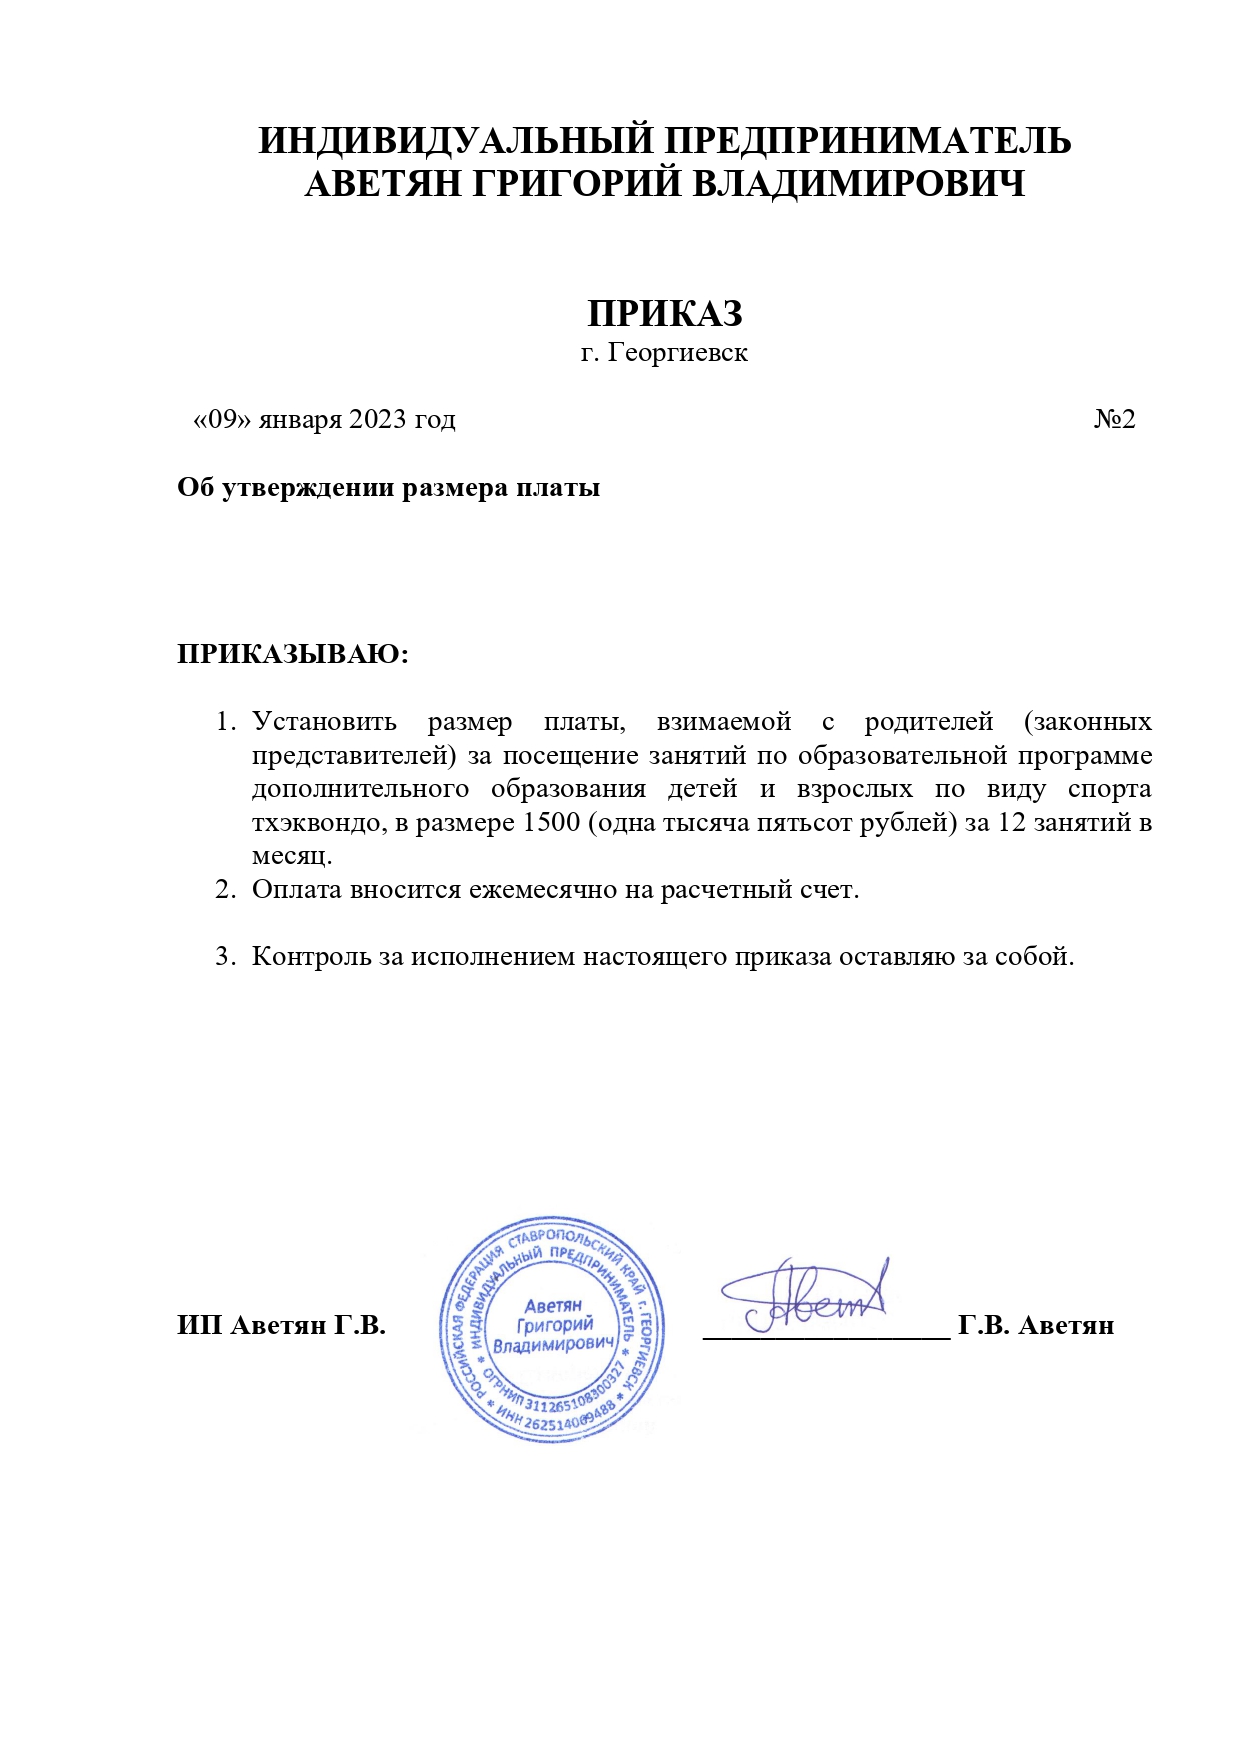 ИНДИВИДУАЛЬНЫЙ ПРЕДПРИНИМАТЕЛЬ
АВЕТЯН ГРИГОРИЙ ВЛАДИМИРОВИЧ
ПРИКАЗ
г. Георгиевск
«09» января 2023 год №2
Об утверждении размера платы
ПРИКАЗЫВАЮ:
1. Установить размер платы, взимаемой с родителей (законных
представителей) за посещение занятий по образовательной программе
дополнительного образования детей и взрослых по виду спорта
тхэквондо, в размере 1500 (одна тысяча пятьсот рублей) за 12 занятий в
месяц.
2. Оплата вносится ежемесячно на расчетный счет.
3. Контроль за исполнением настоящего приказа оставляю за собой.
ИП Аветян Г.В. Г.В. Аветян
РОССИЙСКАЯ ФЕДЕРАЦИЯ СТАВРОПОЛЬСКИЙ КРАЙ г. ГЕОРГИЕВСК
ИНДИВИДУАЛЬНЫЙ ПРЕДПРИНИМАТЕЛЬ
Аветян
Григорий
Владимирович
* ОГРНИП 311265108300327 *
* ИНН 262514009488 *